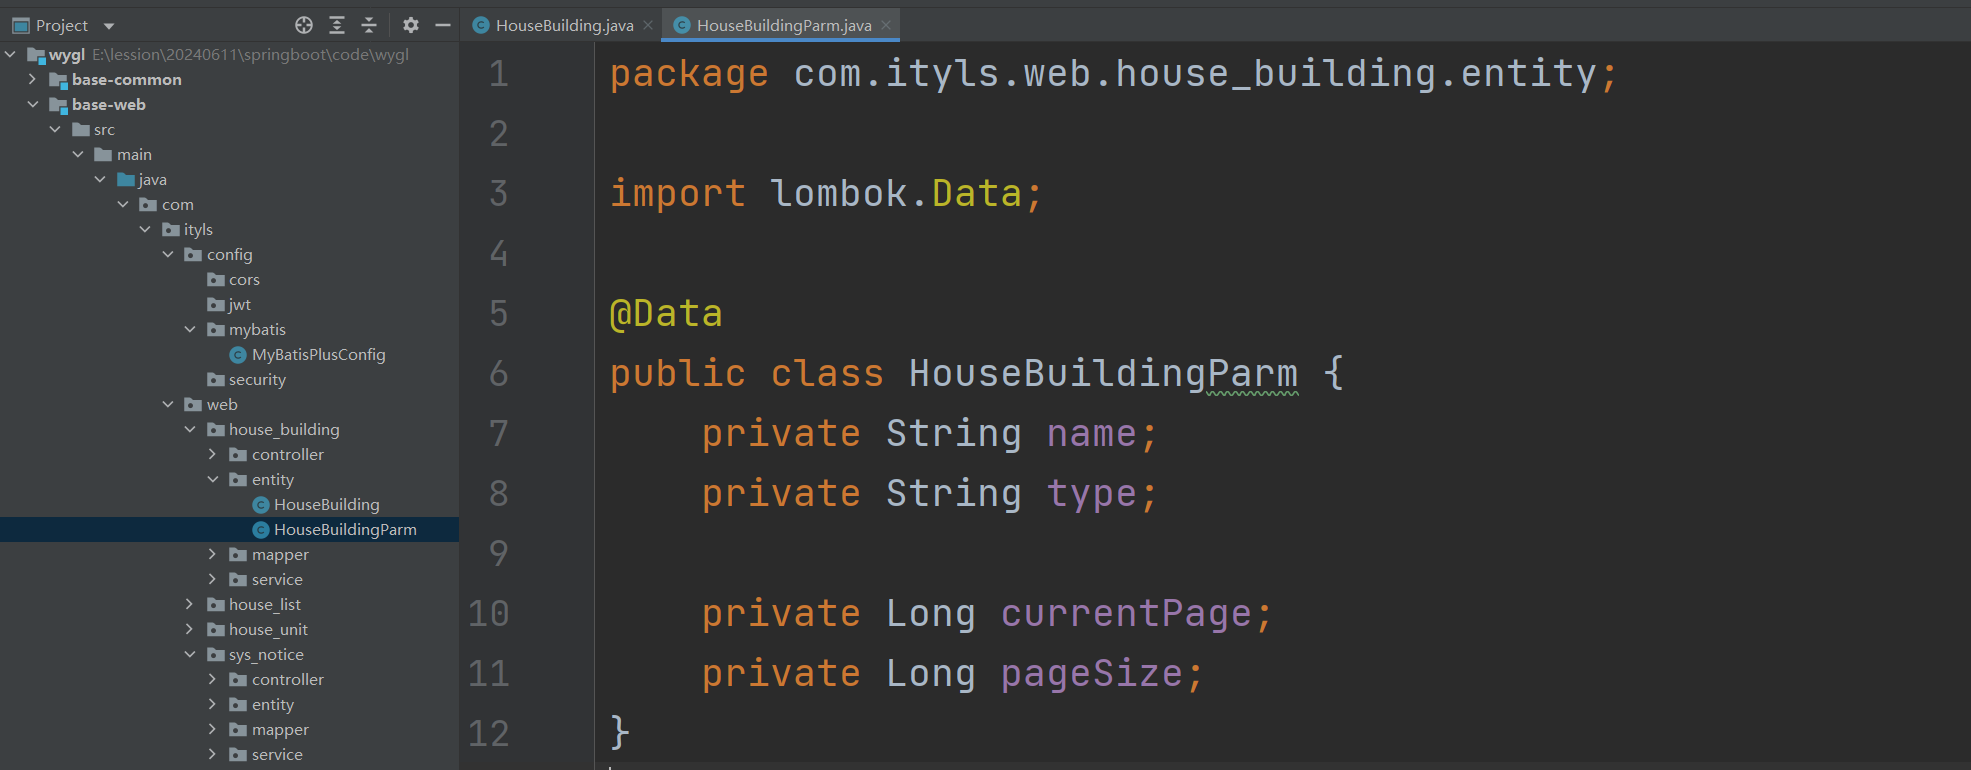 Project
wygl E:\lession\20240611\springboot\code\wygl
base-common
base-web
src
main
java
com
ityls
config
cors
jwt
mybatis
MyBatisPlusConfig
security
web
house_building
controller
entity
HouseBuilding
HouseBuildingParm
mapper
service
house_list
house_unit
sys_notice
controller
entity
mapper
service
HouseBuilding.java
HouseBuildingParm.java
1 package com.ityls.web.house_building.entity;
2
3 import lombok.Data;
4
5 @Data
6 public class HouseBuildingParm {
7 private String name;
8 private String type;
9
10 private Long currentPage;
11 private Long pageSize;
12 }